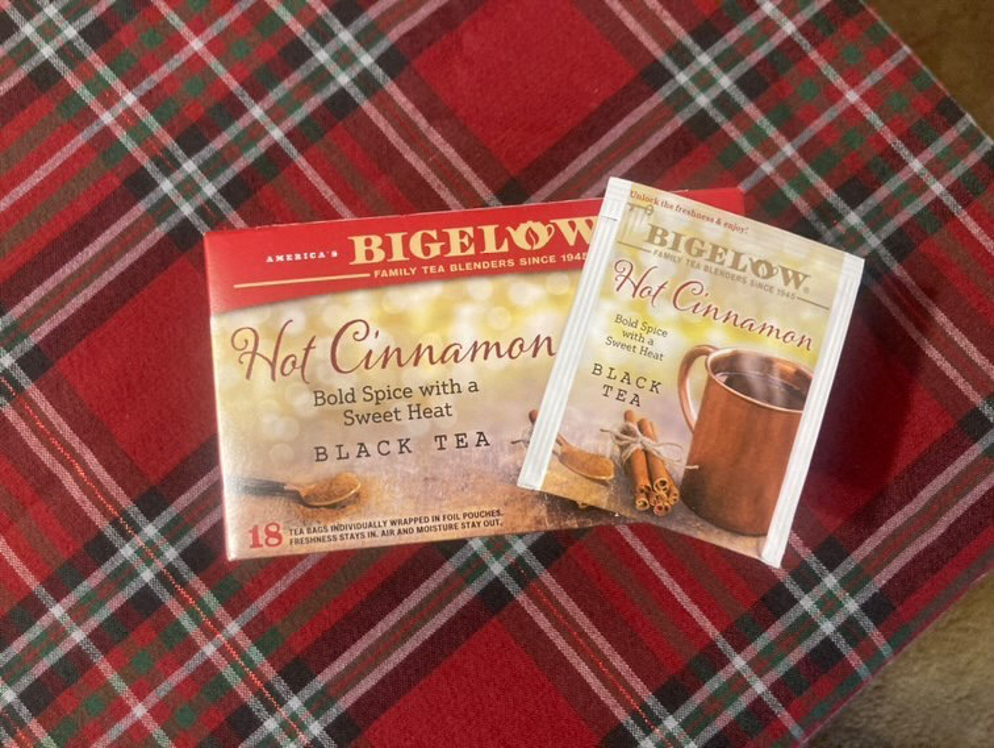 AMERICA'S BIGELOW
FAMILY TEA BLENDERS SINCE 1945
Hot Cinnamon
Bold Spice with a
Sweet Heat
BLACK TEA
18 TEA BAGS INDIVIDUALLY WRAPPED IN FOIL POUCHES.
FRESHNESS STAYS IN. AIR AND MOISTURE STAY OUT.
Unlock the freshness & enjoy!
BIGELOW®
FAMILY TEA BLENDERS SINCE 1945
Hot Cinnamon
Bold Spice
with a
Sweet Heat
BLACK
TEA